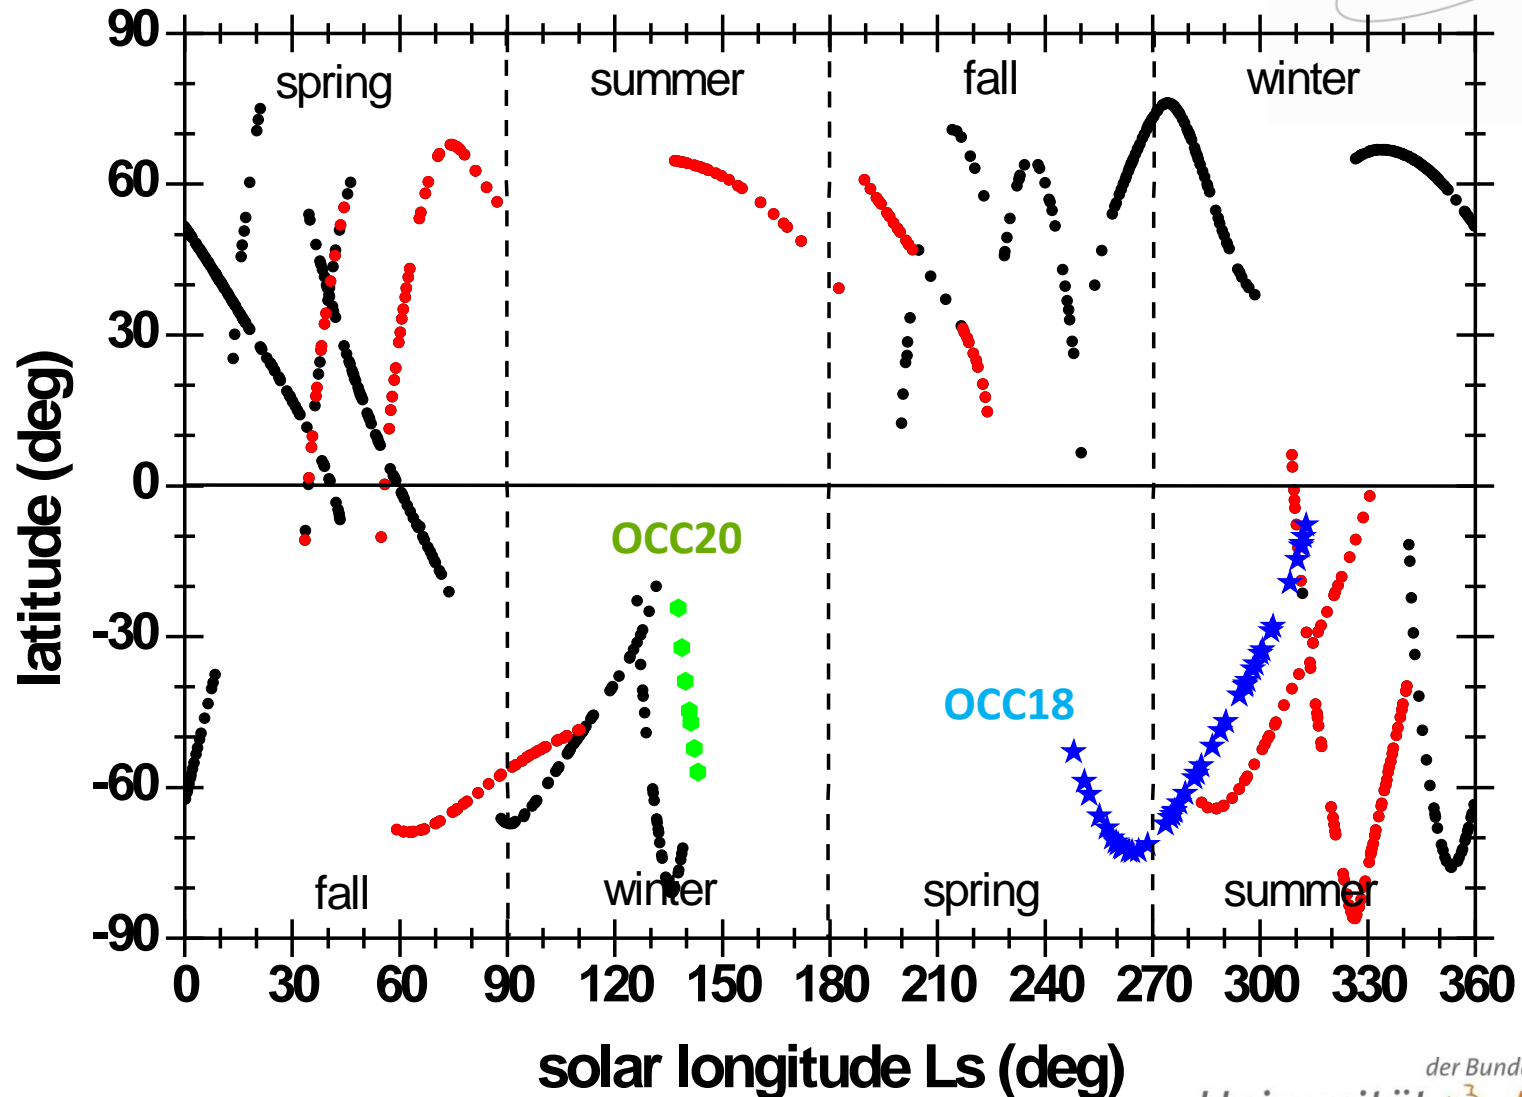 90
spring summer fall winter
60
30
latitude (deg)
0
OCC20
-30
OCC18
-60
fall winter spring summer
-90
0 30 60 90 120 150 180 210 240 270 300 330 360
solar longitude Ls (deg)
der Bund